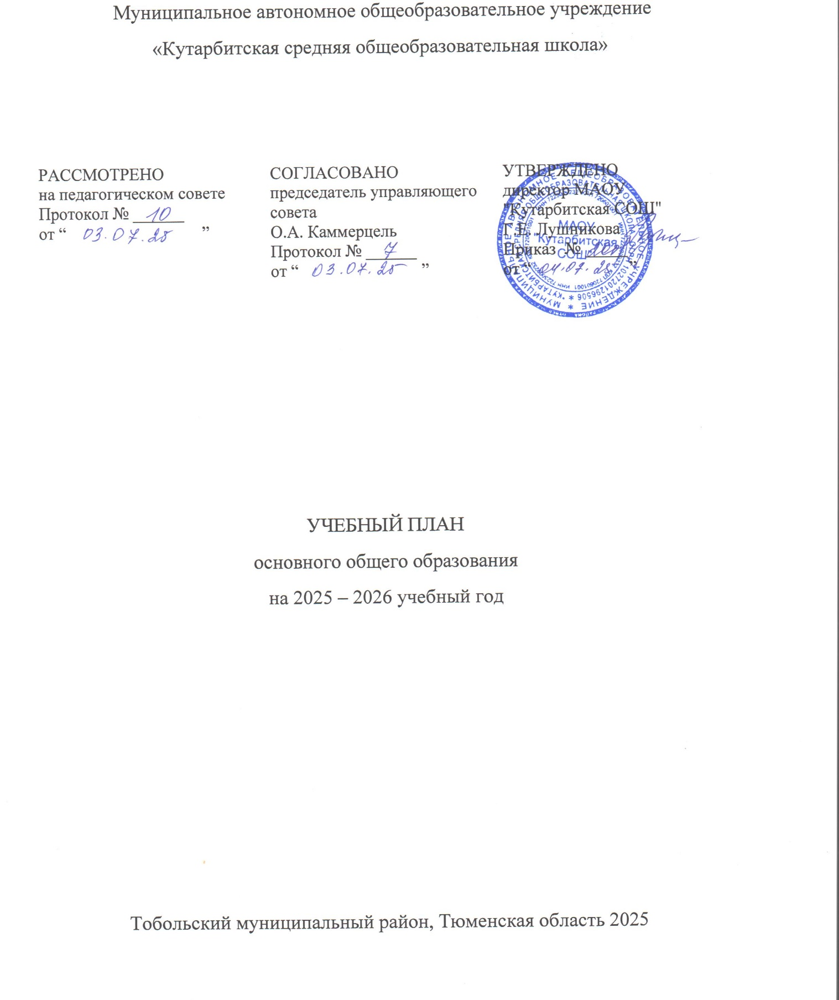 Муниципальное автономное общеобразовательное учреждение
«Кутарбитская средняя общеобразовательная школа»
РАССМОТРЕНО
на педагогическом совете
Протокол № 10
от “ 03.07.25 ”
СОГЛАСОВАНО
председатель управляющего
совета
О.А. Каммерцель
Протокол № 7
от “ 03.07.25 ”
УТВЕРЖДЕНО
директор МАОУ
"Кутарбитская СОШ"
Г.Е. Лушникова
Приказ №
от “ 04.07.25 ”
МАОУ
"Кутарбитская
СОШ"
УЧЕБНЫЙ ПЛАН
основного общего образования
на 2025 – 2026 учебный год
Тобольский муниципальный район, Тюменская область 2025